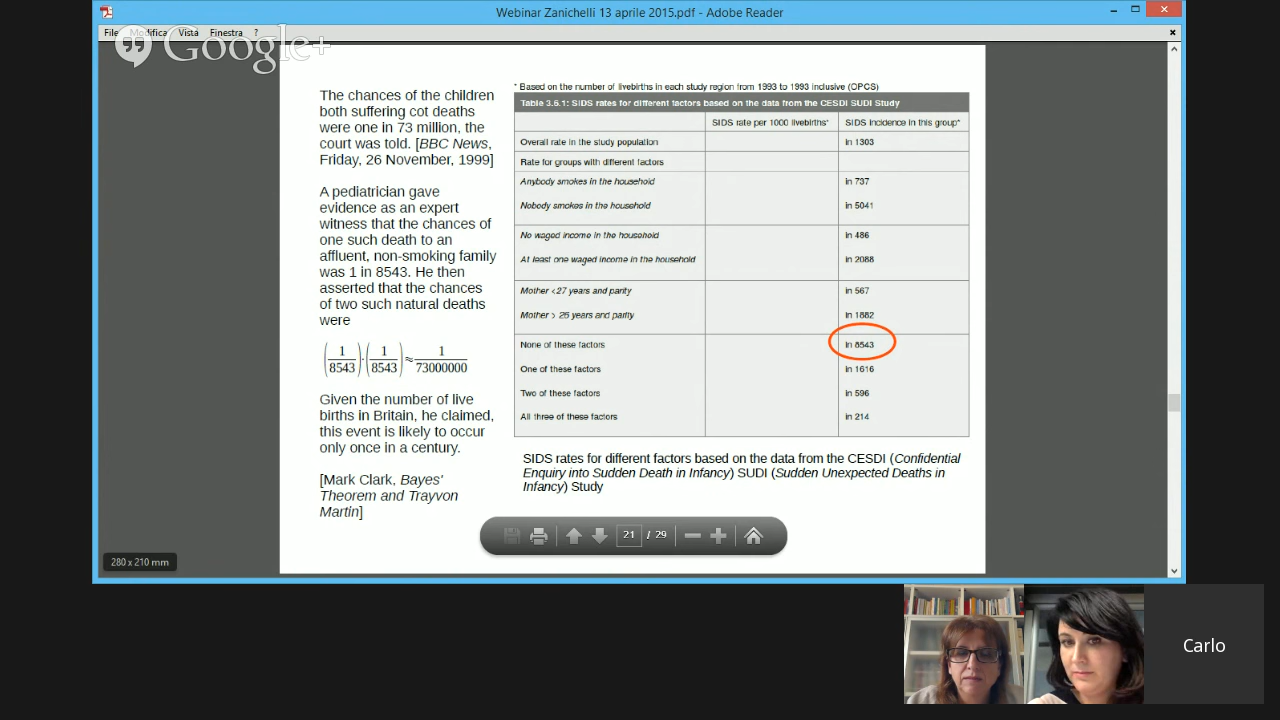 Webinar Zanichelli 13 aprile 2015.pdf - Adobe Reader
File Modifica Vista Finestra ?
Google+
The chances of the children
both suffering cot deaths
were one in 73 million, the
court was told. [BBC News,
Friday, 26 November, 1999]
A pediatrician gave
evidence as an expert
witness that the chances of
one such death to an
affluent, non-smoking family
was 1 in 8543. He then
asserted that the chances
of two such natural deaths
were
(1/8543)·(1/8543)≈1/73000000
Given the number of live
births in Britain, he claimed,
this event is likely to occur
only once in a century.
[Mark Clark, Bayes'
Theorem and Trayvon
Martin]
* Based on the number of livebirths in each study region from 1993 to 1993 inclusive (OPCS)
Table 3.6.1: SIDS rates for different factors based on the data from the CESDI SUDI Study
SIDS rate per 1000 livebirths* SIDS incidence in this group*
Overall rate in the study population in 1303
Rate for groups with different factors
Anybody smokes in the household in 737
Nobody smokes in the household in 5041
No waged income in the household in 486
At least one waged income in the household in 2088
Mother <27 years and parity in 567
Mother > 26 years and parity in 1882
None of these factors in 8543
One of these factors in 1616
Two of these factors in 596
All three of these factors in 214
SIDS rates for different factors based on the data from the CESDI (Confidential
Enquiry into Sudden Death in Infancy) SUDI (Sudden Unexpected Deaths in
Infancy) Study
21 / 29
280 x 210 mm
Carlo